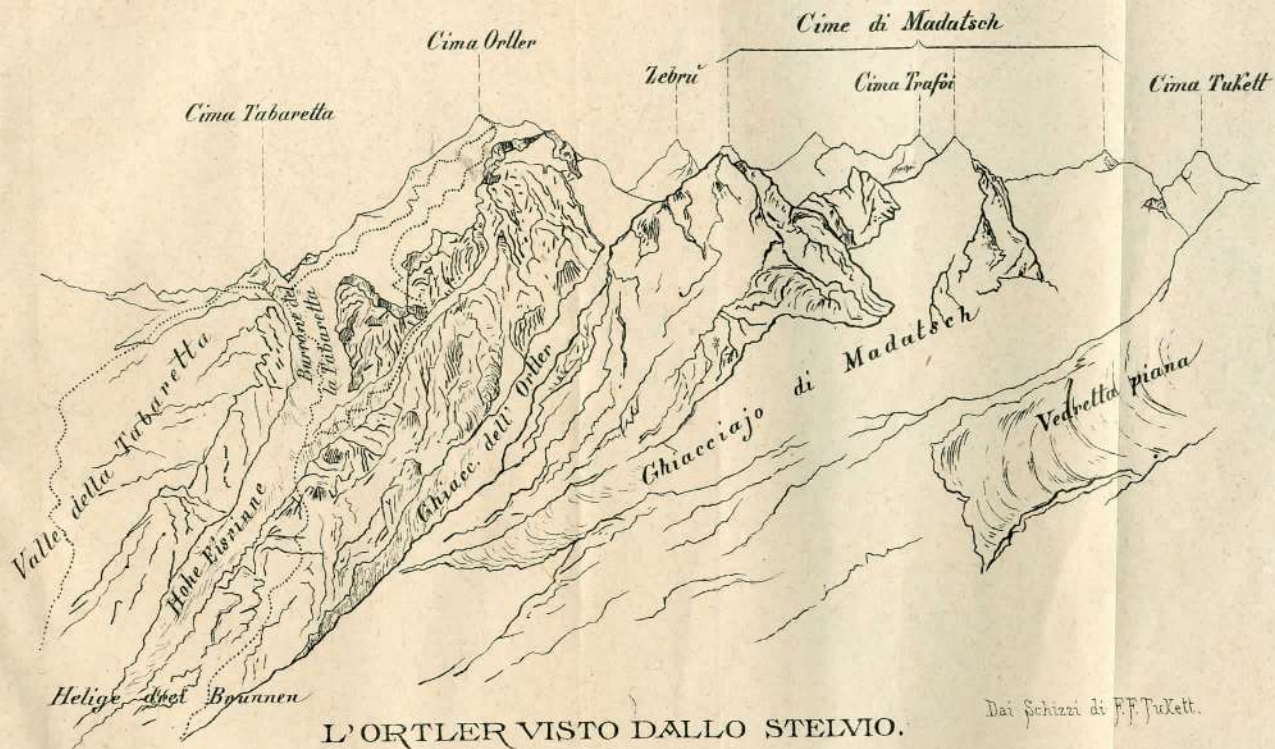 Cime di Madatsch
Cima Ortler
Zebrù
Cima Trafoi
Cima Tukett
Cima Tabaretta
Burrone del
la Tabaretta
Valle della Tabaretta
Hohe Eisrinne
Ghiacc. dell' Ortler
Ghiacciajo di Madatsch
Vedretta piana
Helige drei Brunnen
Dai Schizzi di F. F. Tukett.
L'ORTLER VISTO DALLO STELVIO.